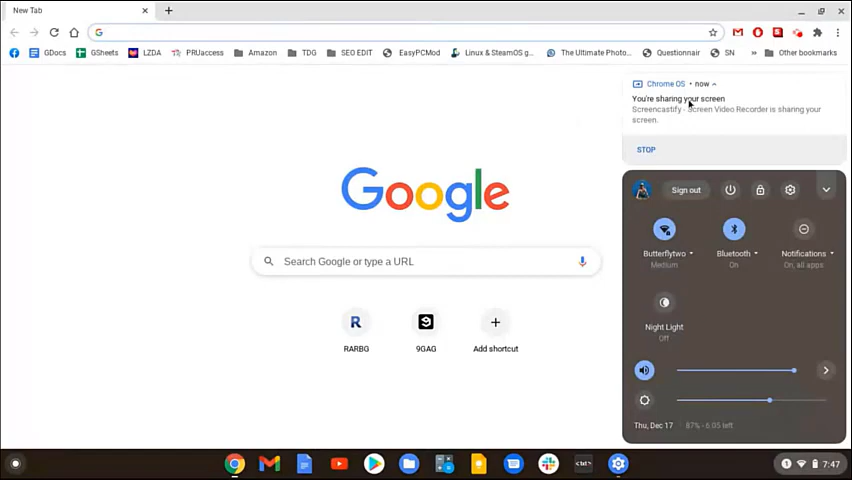 New Tab
GDocs
GSheets
LZDA
PRUaccess
Amazon
TDG
SEO EDIT
EasyPCMod
Linux & SteamOS g...
The Ultimate Photo...
Questionnair
SN
»
Other bookmarks
Chrome OS • now
You're sharing your screen
Screencastify - Screen Video Recorder is sharing your
screen.
STOP
Google
Search Google or type a URL
RARBG
9GAG
Add shortcut
Sign out
Butterflytwo
Medium
Bluetooth
On
Notifications
On, all apps
Night Light
Off
Thu, Dec 17
87% - 6:05 left
<txt>
1
7:47